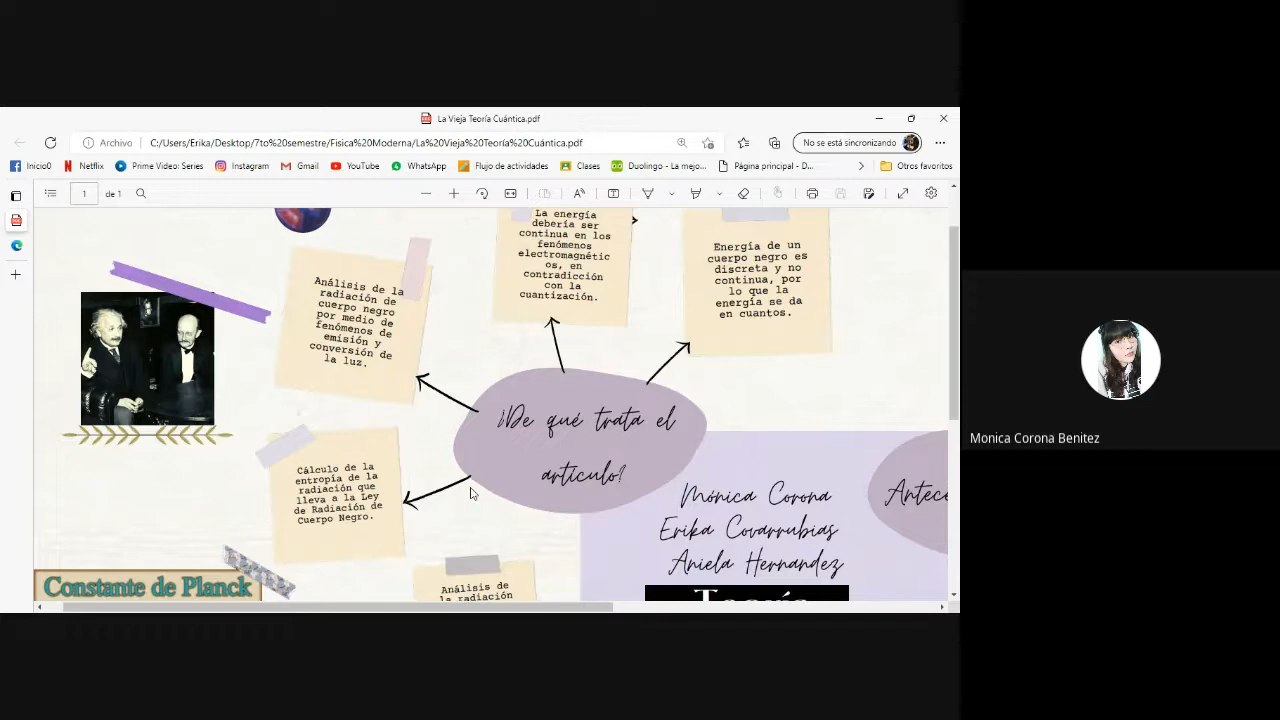 La Vieja Teoría Cuántica.pdf
Archivo
C:/Users/Erika/Desktop/7to%20semestre/Fisica%20Moderna/La%20Vieja%20Teoría%20Cuántica.pdf
No se está sincronizando
Inicio0
Netflix
Prime Video: Series
Instagram
Gmail
YouTube
WhatsApp
Flujo de actividades
Clases
Duolingo - La mejo...
Página principal - D...
Otros favoritos
1
de 1
La energía
debería ser
continua en los
fenómenos
electromagnétic
os, en
contradicción
con la
cuantización.
Energía de un
cuerpo negro es
discreta y no
continua, por
lo que la
energía se da
en cuantos.
Análisis de la
radiación de
cuerpo negro
por medio de
fenómenos de
emisión y
conversión de
la luz.
¿De qué trata el
artículo?
Cálculo de la
entropía de la
radiación que
lleva a la Ley
de Radiación de
Cuerpo Negro.
Mónica Corona
Erika Covarrubias
Aniela Hernandez
Antece
Constante de Planck
Análisis de
la radiación
Teoría
Monica Corona Benitez